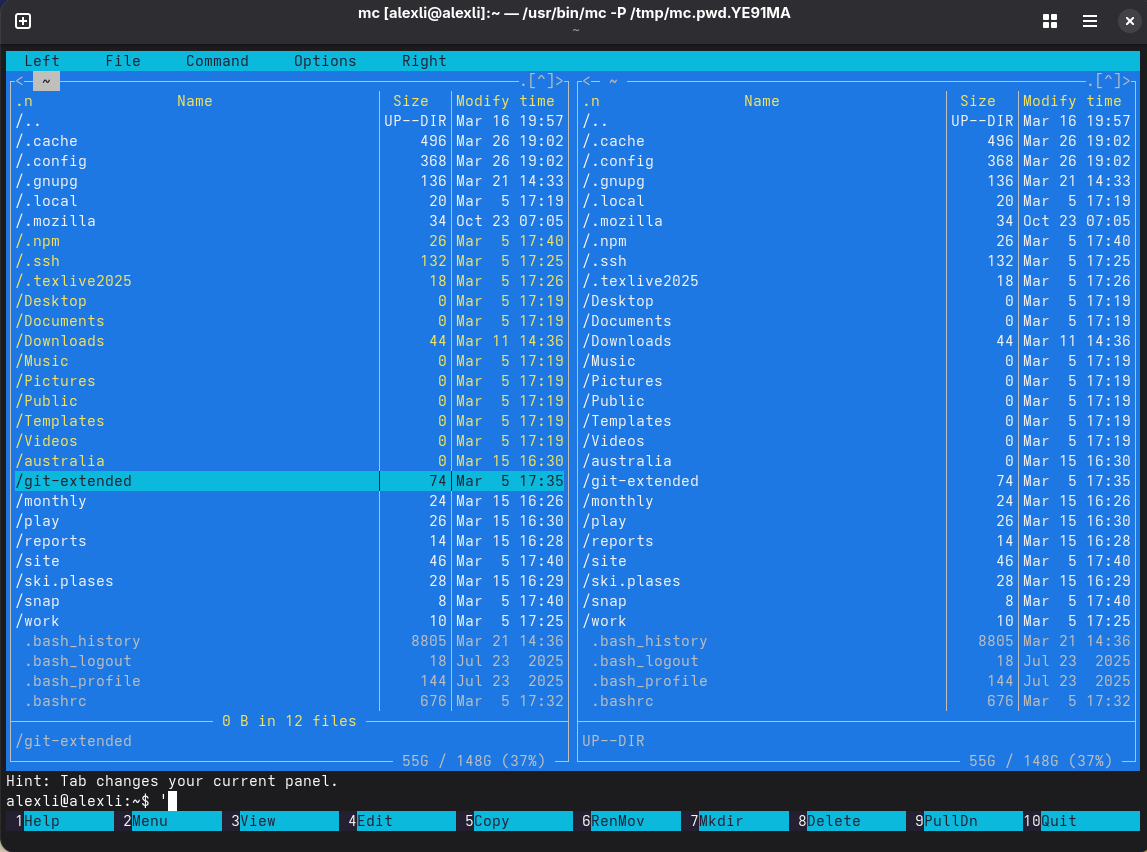 mc [alexli@alexli]:~ — /usr/bin/mc -P /tmp/mc.pwd.YE91MA
~
Left File Command Options Right
<─ ~ .[^]>
.n Name Size Modify time
/.. UP--DIR Mar 16 19:57
/.cache 496 Mar 26 19:02
/.config 368 Mar 26 19:02
/.gnupg 136 Mar 21 14:33
/.local 20 Mar 5 17:19
/.mozilla 34 Oct 23 07:05
/.npm 26 Mar 5 17:40
/.ssh 132 Mar 5 17:25
/.texlive2025 18 Mar 5 17:26
/Desktop 0 Mar 5 17:19
/Documents 0 Mar 5 17:19
/Downloads 44 Mar 11 14:36
/Music 0 Mar 5 17:19
/Pictures 0 Mar 5 17:19
/Public 0 Mar 5 17:19
/Templates 0 Mar 5 17:19
/Videos 0 Mar 5 17:19
/australia 0 Mar 15 16:30
/git-extended 74 Mar 5 17:35
/monthly 24 Mar 15 16:26
/play 26 Mar 15 16:30
/reports 14 Mar 15 16:28
/site 46 Mar 5 17:40
/ski.plases 28 Mar 15 16:29
/snap 8 Mar 5 17:40
/work 10 Mar 5 17:25
.bash_history 8805 Mar 21 14:36
.bash_logout 18 Jul 23 2025
.bash_profile 144 Jul 23 2025
.bashrc 676 Mar 5 17:32
0 B in 12 files
/git-extended
55G / 148G (37%)
<─ ~ .[^]>
.n Name Size Modify time
/.. UP--DIR Mar 16 19:57
/.cache 496 Mar 26 19:02
/.config 368 Mar 26 19:02
/.gnupg 136 Mar 21 14:33
/.local 20 Mar 5 17:19
/.mozilla 34 Oct 23 07:05
/.npm 26 Mar 5 17:40
/.ssh 132 Mar 5 17:25
/.texlive2025 18 Mar 5 17:26
/Desktop 0 Mar 5 17:19
/Documents 0 Mar 5 17:19
/Downloads 44 Mar 11 14:36
/Music 0 Mar 5 17:19
/Pictures 0 Mar 5 17:19
/Public 0 Mar 5 17:19
/Templates 0 Mar 5 17:19
/Videos 0 Mar 5 17:19
/australia 0 Mar 15 16:30
/git-extended 74 Mar 5 17:35
/monthly 24 Mar 15 16:26
/play 26 Mar 15 16:30
/reports 14 Mar 15 16:28
/site 46 Mar 5 17:40
/ski.plases 28 Mar 15 16:29
/snap 8 Mar 5 17:40
/work 10 Mar 5 17:25
.bash_history 8805 Mar 21 14:36
.bash_logout 18 Jul 23 2025
.bash_profile 144 Jul 23 2025
.bashrc 676 Mar 5 17:32
UP--DIR
55G / 148G (37%)
Hint: Tab changes your current panel.
alexli@alexli:~$ '
1Help 2Menu 3View 4Edit 5Copy 6RenMov 7Mkdir 8Delete 9PullDn 10Quit